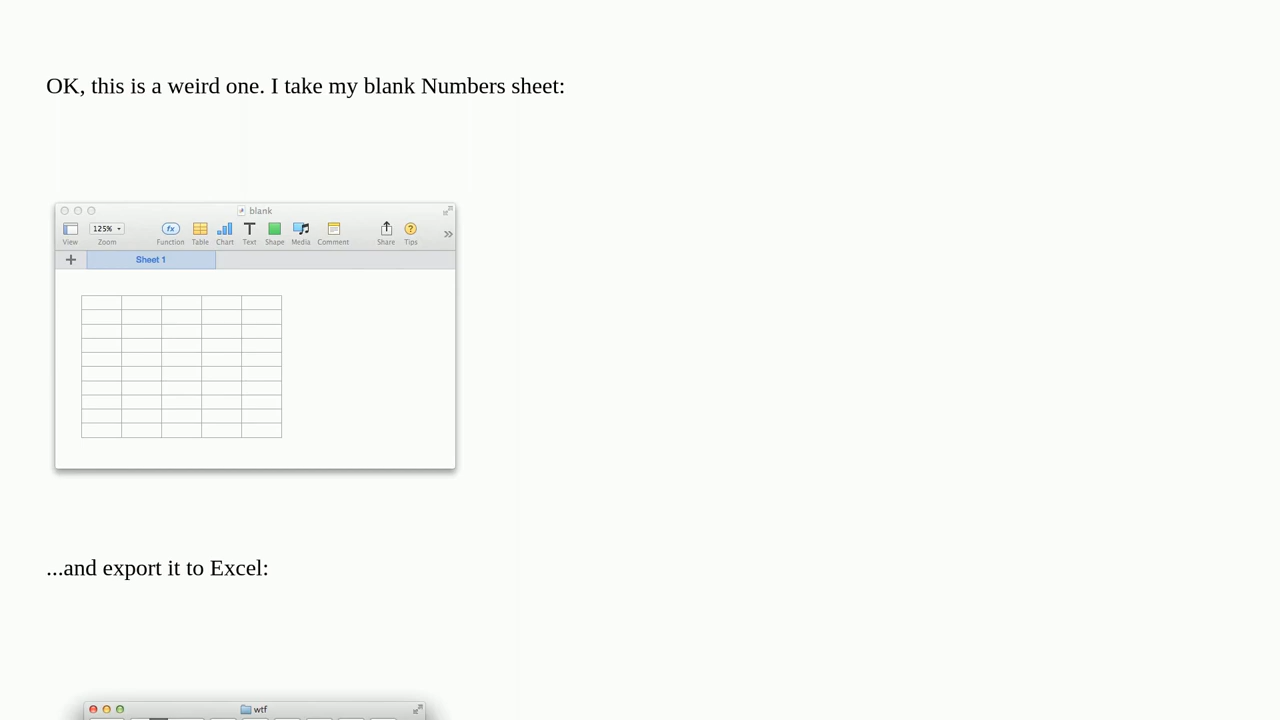 OK, this is a weird one. I take my blank Numbers sheet:
blank
125%
View Zoom Function Table Chart Text Shape Media Comment Share Tips
Sheet 1
...and export it to Excel:
wtf